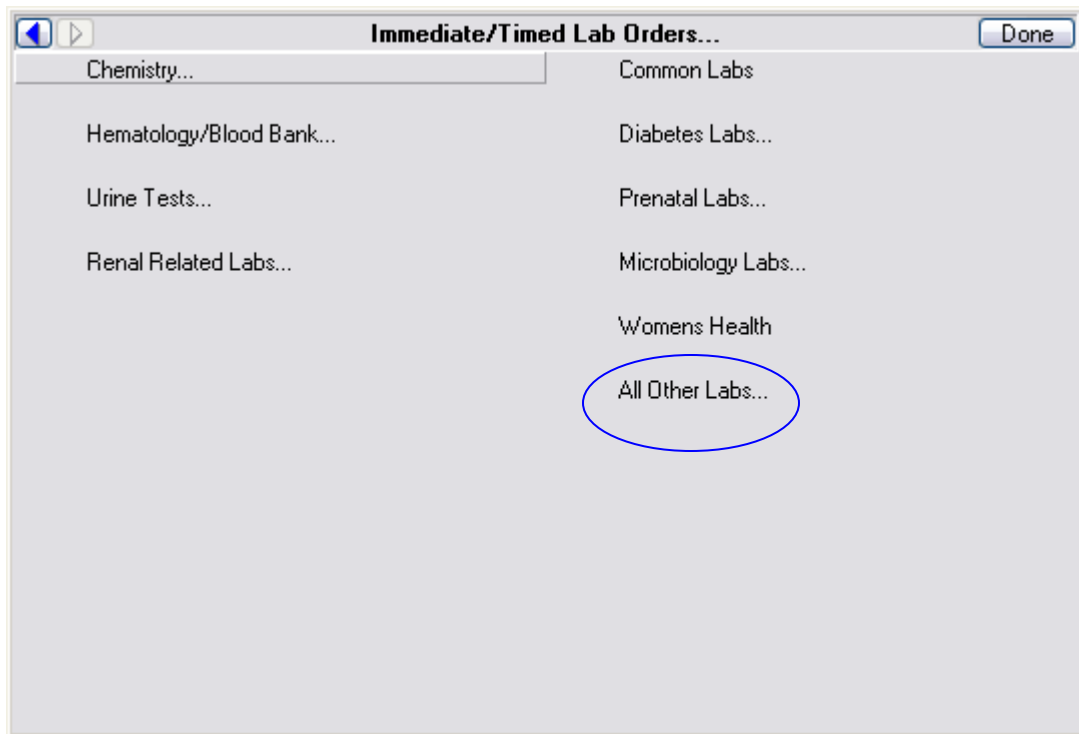 Immediate/Timed Lab Orders...
Done
Chemistry...
Common Labs
Hematology/Blood Bank...
Diabetes Labs...
Urine Tests...
Prenatal Labs...
Renal Related Labs...
Microbiology Labs...
Womens Health
All Other Labs...